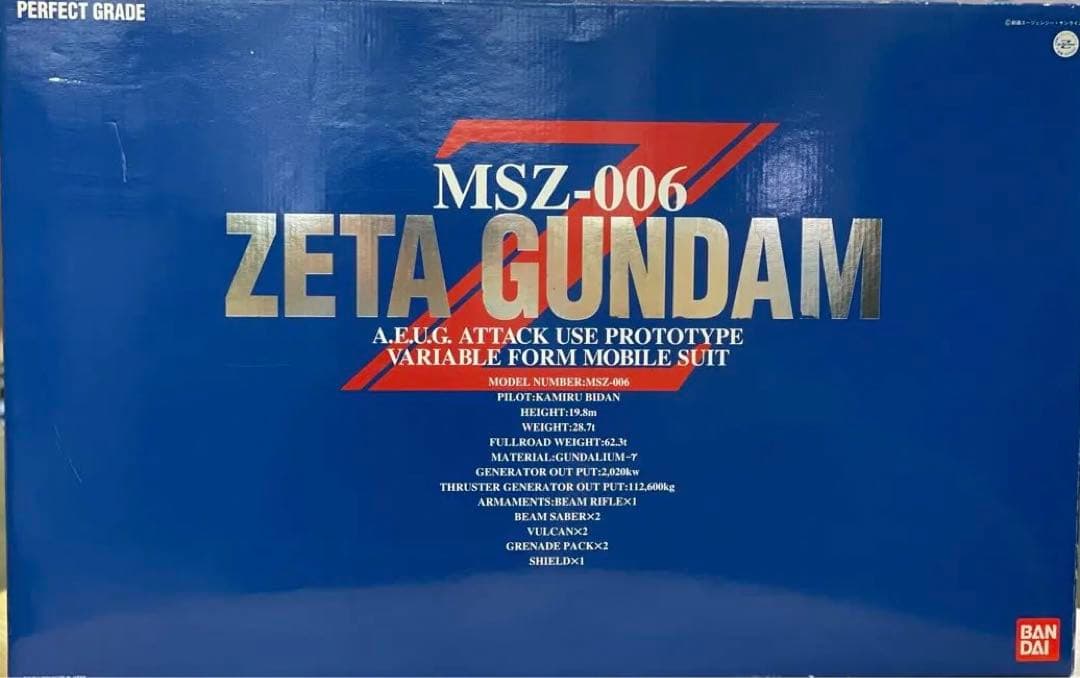 PERFECT GRADE
MSZ-006
ZETA GUNDAM
A.E.U.G. ATTACK USE PROTOTYPE
VARIABLE FORM MOBILE SUIT
MODEL NUMBER:MSZ-006
PILOT:KAMIRU BIDAN
HEIGHT:19.8m
WEIGHT:28.7t
FULLROAD WEIGHT:62.3t
MATERIAL:GUNDALIUM-γ
GENERATOR OUT PUT:2,020kw
THRUSTER GENERATOR OUT PUT:112,600kg
ARMAMENTS:BEAM RIFLE×1
BEAM SABER×2
VULCAN×2
GRENADE PACK×2
SHIELD×1
BAN
DAI